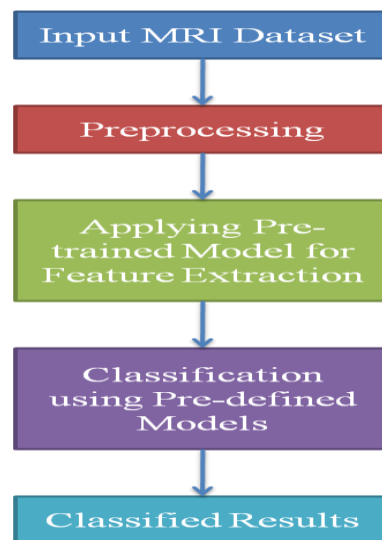 Input MRI Dataset
Preprocessing
Applying Pre-
trained Model for
Feature Extraction
Classification
using Pre-defined
Models
Classified Results